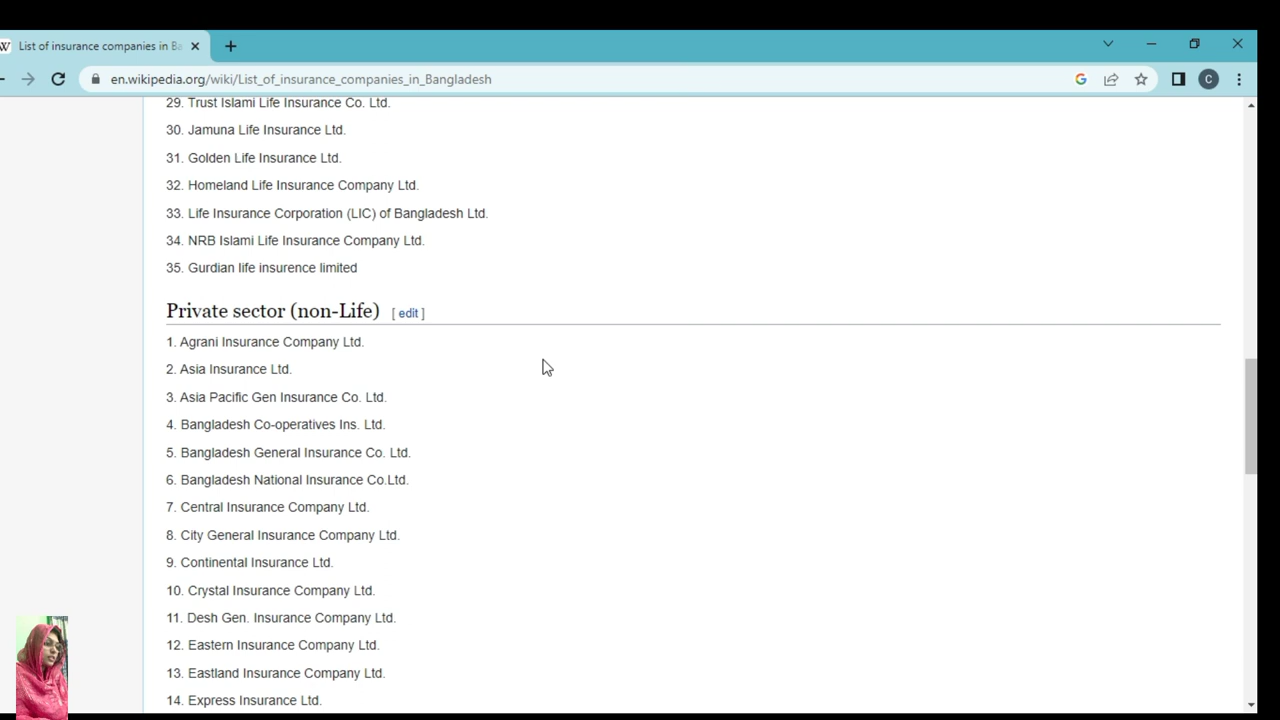 List of insurance companies in Ba
en.wikipedia.org/wiki/List_of_insurance_companies_in_Bangladesh
C
29. Trust Islami Life Insurance Co. Ltd.
30. Jamuna Life Insurance Ltd.
31. Golden Life Insurance Ltd.
32. Homeland Life Insurance Company Ltd.
33. Life Insurance Corporation (LIC) of Bangladesh Ltd.
34. NRB Islami Life Insurance Company Ltd.
35. Gurdian life insurence limited
Private sector (non-Life) [ edit ]
1. Agrani Insurance Company Ltd.
2. Asia Insurance Ltd.
3. Asia Pacific Gen Insurance Co. Ltd.
4. Bangladesh Co-operatives Ins. Ltd.
5. Bangladesh General Insurance Co. Ltd.
6. Bangladesh National Insurance Co.Ltd.
7. Central Insurance Company Ltd.
8. City General Insurance Company Ltd.
9. Continental Insurance Ltd.
10. Crystal Insurance Company Ltd.
11. Desh Gen. Insurance Company Ltd.
12. Eastern Insurance Company Ltd.
13. Eastland Insurance Company Ltd.
14. Express Insurance Ltd.